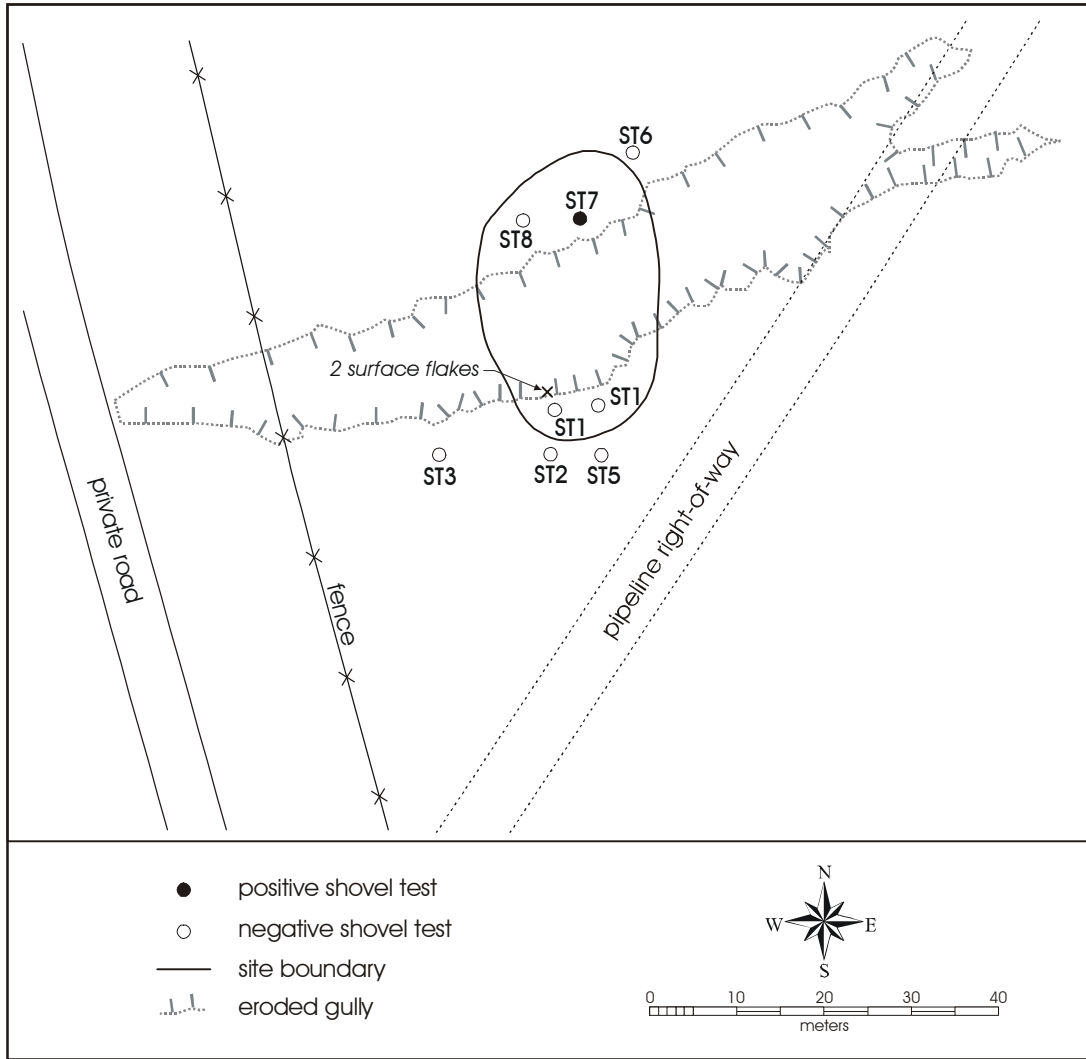 ST6
ST7
ST8
2 surface flakes
ST1
ST1
ST3
ST2
ST5
private road
fence
pipeline right-of-way
positive shovel test
negative shovel test
site boundary
eroded gully
N
W
E
S
0 10 20 30 40
meters